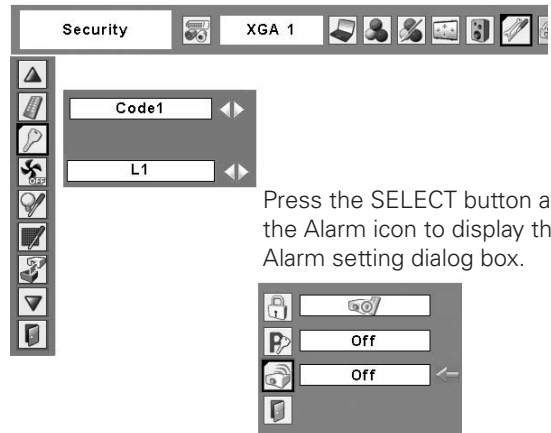 Security
XGA 1
Code1
L1
Press the SELECT button a
the Alarm icon to display th
Alarm setting dialog box.
Off
Off